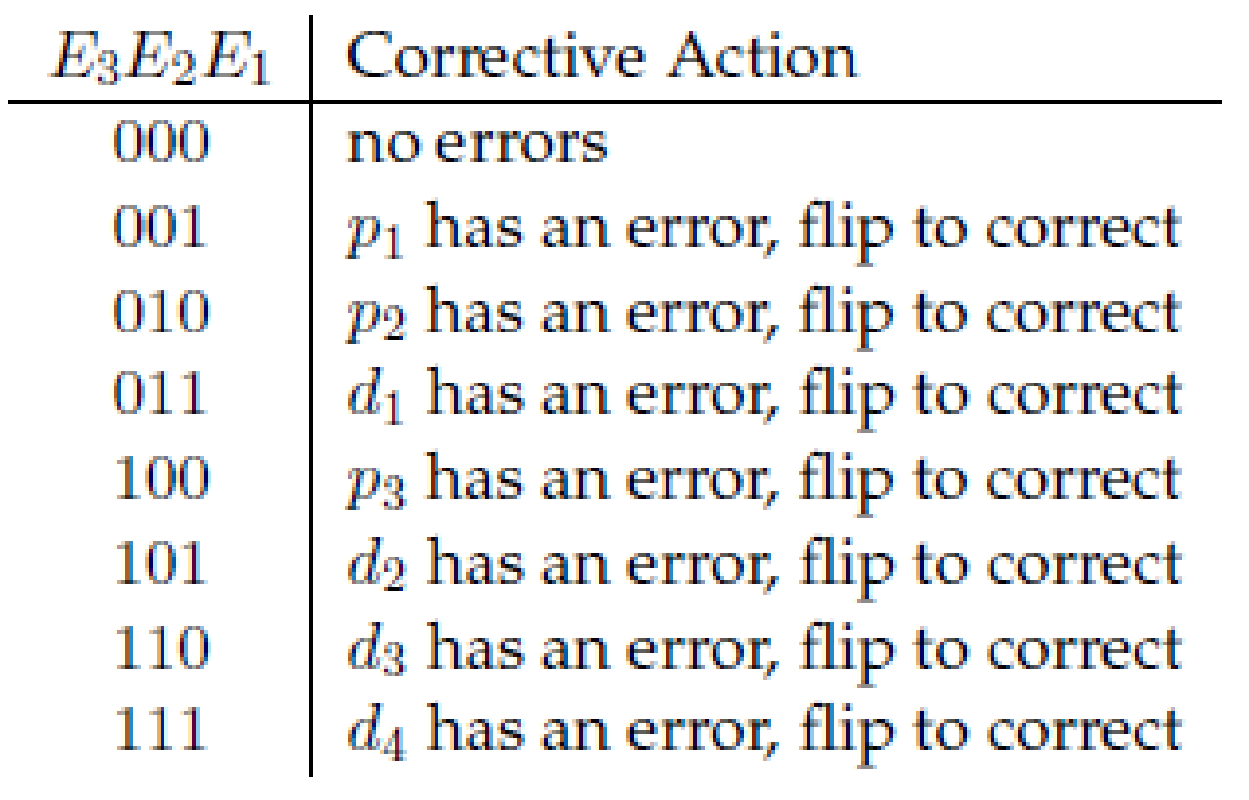 E₃E₂E₁ Corrective Action
000 no errors
001 p₁ has an error, flip to correct
010 p₂ has an error, flip to correct
011 d₁ has an error, flip to correct
100 p₃ has an error, flip to correct
101 d₂ has an error, flip to correct
110 d₃ has an error, flip to correct
111 d₄ has an error, flip to correct